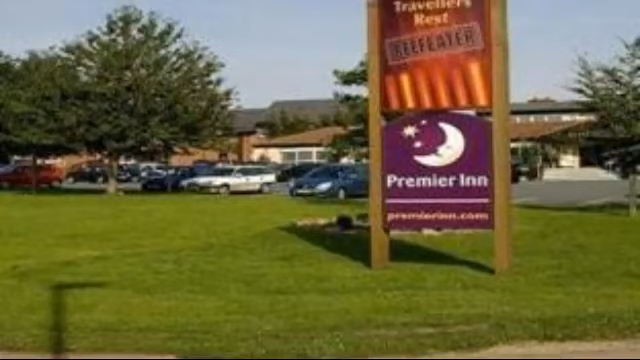 Travellers
Rest
BEEFEATER
Premier Inn
premierinn.com